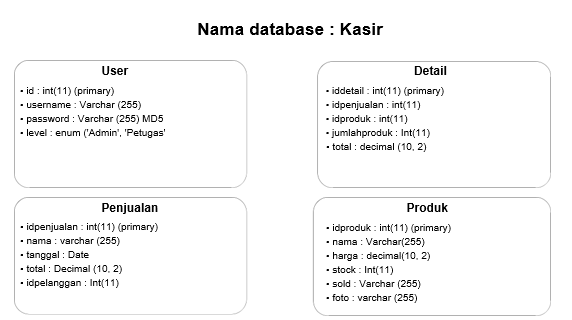 Nama database : Kasir
User
• id : int(11) (primary)
• username : Varchar (255)
• password : Varchar (255) MD5
• level : enum ('Admin', 'Petugas'
Detail
• iddetail : int(11) (primary)
• idpenjualan : int(11)
• idproduk : int(11)
• jumlahproduk : Int(11)
• total : decimal (10, 2)
Penjualan
• idpenjualan : int(11) (primary)
• nama : varchar (255)
• tanggal : Date
• total : Decimal (10, 2)
• idpelanggan : Int(11)
Produk
• idproduk : int(11) (primary)
• nama : Varchar(255)
• harga : decimal(10, 2)
• stock : Int(11)
• sold : Varchar (255)
• foto : varchar (255)